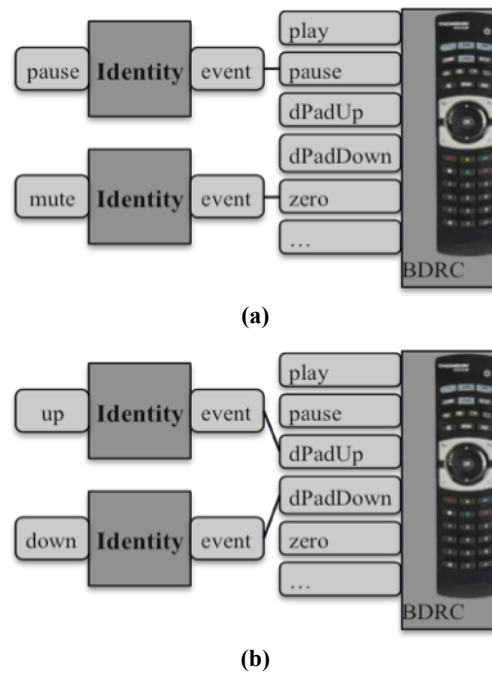 play
pause Identity event pause
dPadUp
dPadDown
mute Identity event zero
...
BDRC
(a)
THOMSON
play
up Identity event pause
dPadUp
dPadDown
down Identity event zero
...
BDRC
(b)